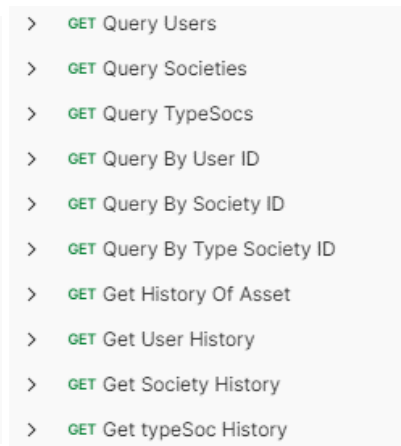 GET Query Users
GET Query Societies
GET Query TypeSocs
GET Query By User ID
GET Query By Society ID
GET Query By Type Society ID
GET Get History Of Asset
GET Get User History
GET Get Society History
GET Get typeSoc History